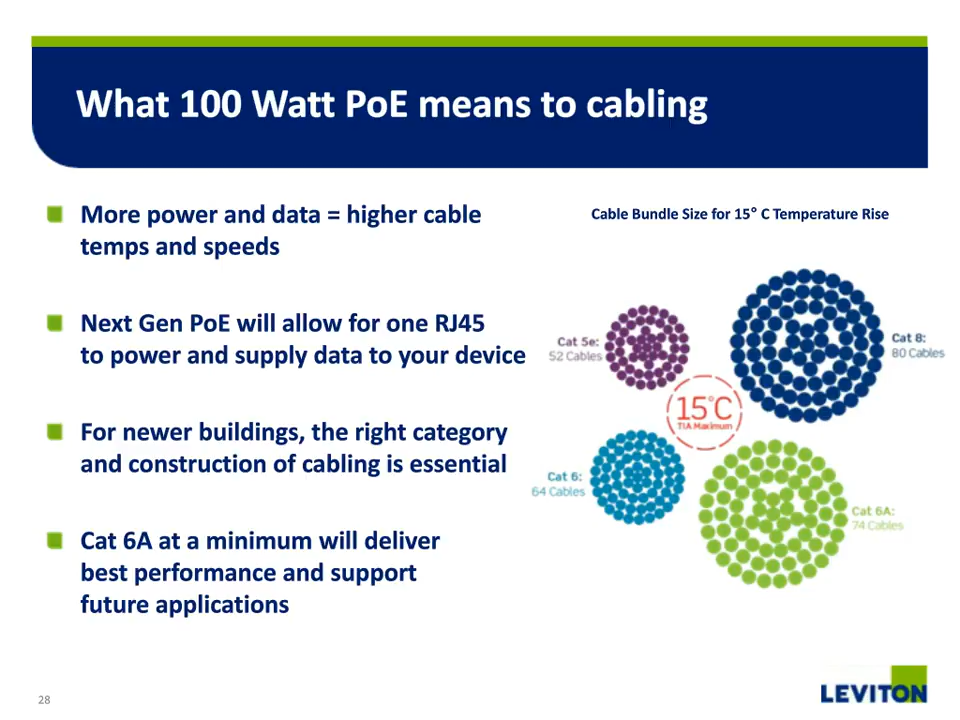 What 100 Watt PoE means to cabling
More power and data = higher cable
temps and speeds
Next Gen PoE will allow for one RJ45
to power and supply data to your device
For newer buildings, the right category
and construction of cabling is essential
Cat 6A at a minimum will deliver
best performance and support
future applications
Cable Bundle Size for 15° C Temperature Rise
Cat 5e:
52 Cables
Cat 8:
80 Cables
15°C
TIA Maximum
Cat 6:
64 Cables
Cat 6A:
74 Cables
28
LEVITON